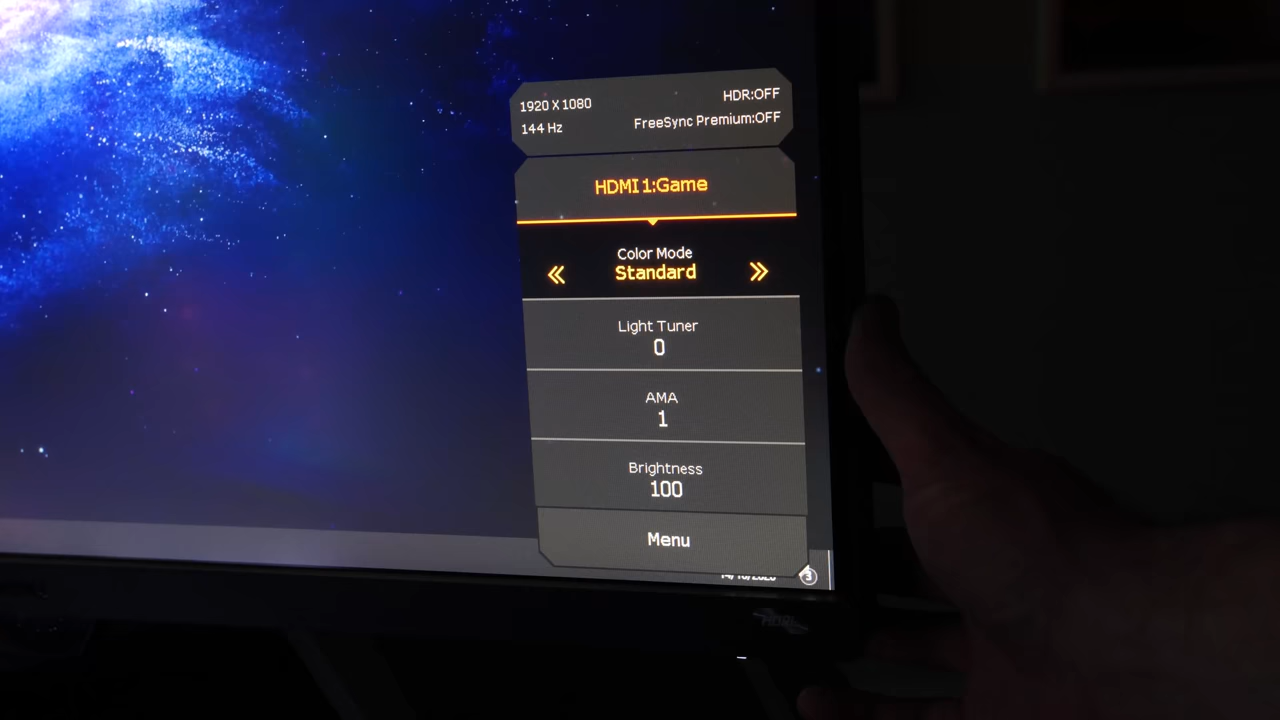 1920 X 1080
HDR:OFF
144 Hz
FreeSync Premium:OFF
HDMI 1:Game
Color Mode
Standard
Light Tuner
0
AMA
1
Brightness
100
Menu
3